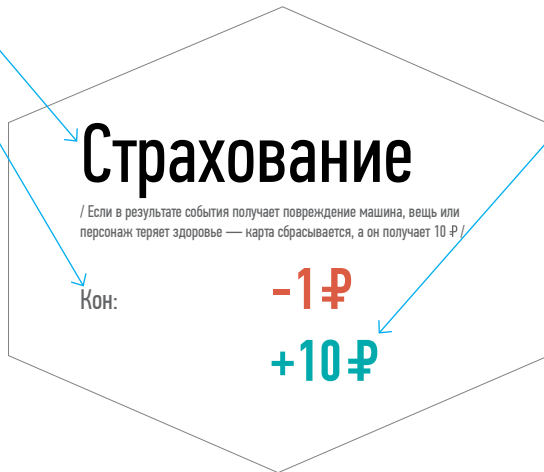 Страхование
/ Если в результате события получает повреждение машина, вещь или
персонаж теряет здоровье — карта сбрасывается, а он получает 10 ₽ /
Кон: -1 ₽
+10 ₽